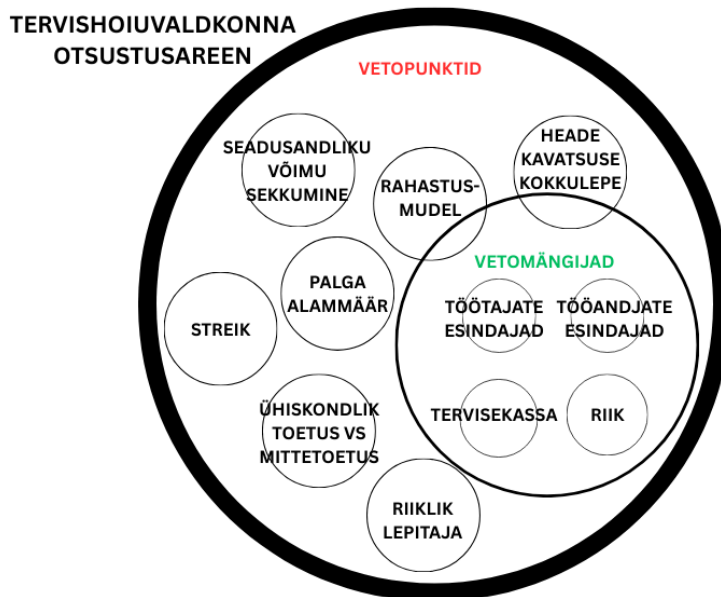 TERVISHOIUVALDKONNA
OTSUSTUSAREEN
VETOPUNKTID
SEADUSANDLIKU
VÕIMU
SEKKUMINE
RAHASTUS-
MUDEL
HEADE
KAVATSUSE
KOKKULEPE
VETOMÄNGIJAD
PALGA
ALAMMÄÄR
TÖÖTAJATE
ESINDAJAD
TÖÖANDJATE
ESINDAJAD
STREIK
ÜHISKONDLIK
TOETUS VS
MITTETOETUS
TERVISEKASSA
RIIK
RIIKLIK
LEPITAJA